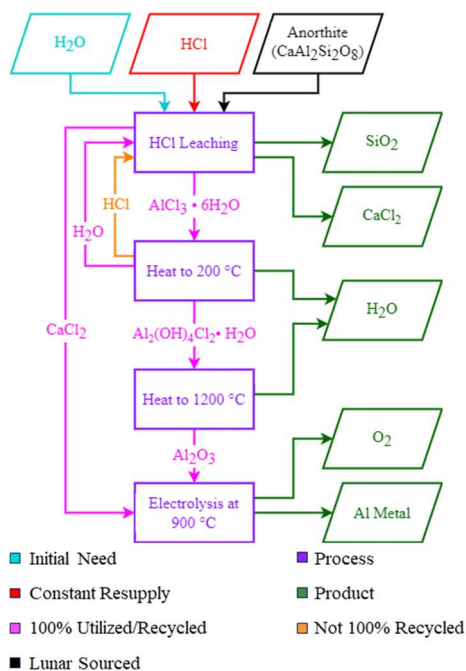 H2O
HCl
Anorthite
(CaAl2Si2O8)
HCl Leaching
SiO2
HCl
AlCl3 • 6H2O
CaCl2
H2O
Heat to 200 °C
H2O
CaCl2
Al2(OH)4Cl2• H2O
Heat to 1200 °C
Al2O3
O2
Electrolysis at
900 °C
Al Metal
Initial Need
Process
Constant Resupply
Product
100% Utilized/Recycled
Not 100% Recycled
Lunar Sourced